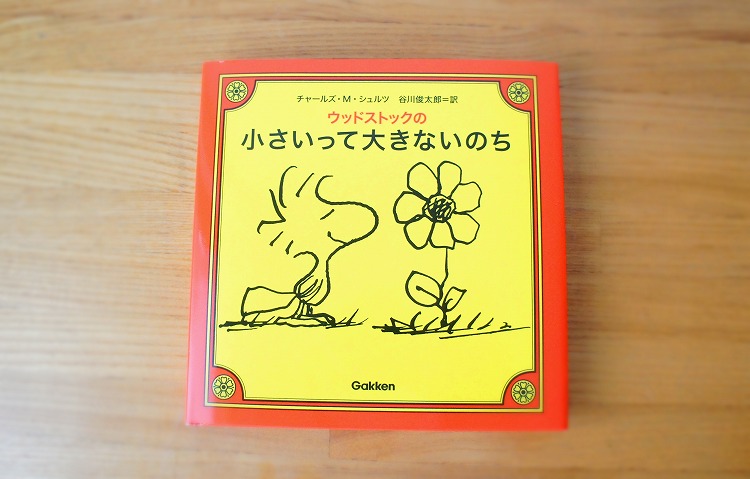 チャールズ・M・シュルツ　谷川俊太郎=訳
ウッドストックの
小さいって大きないのち
Gakken